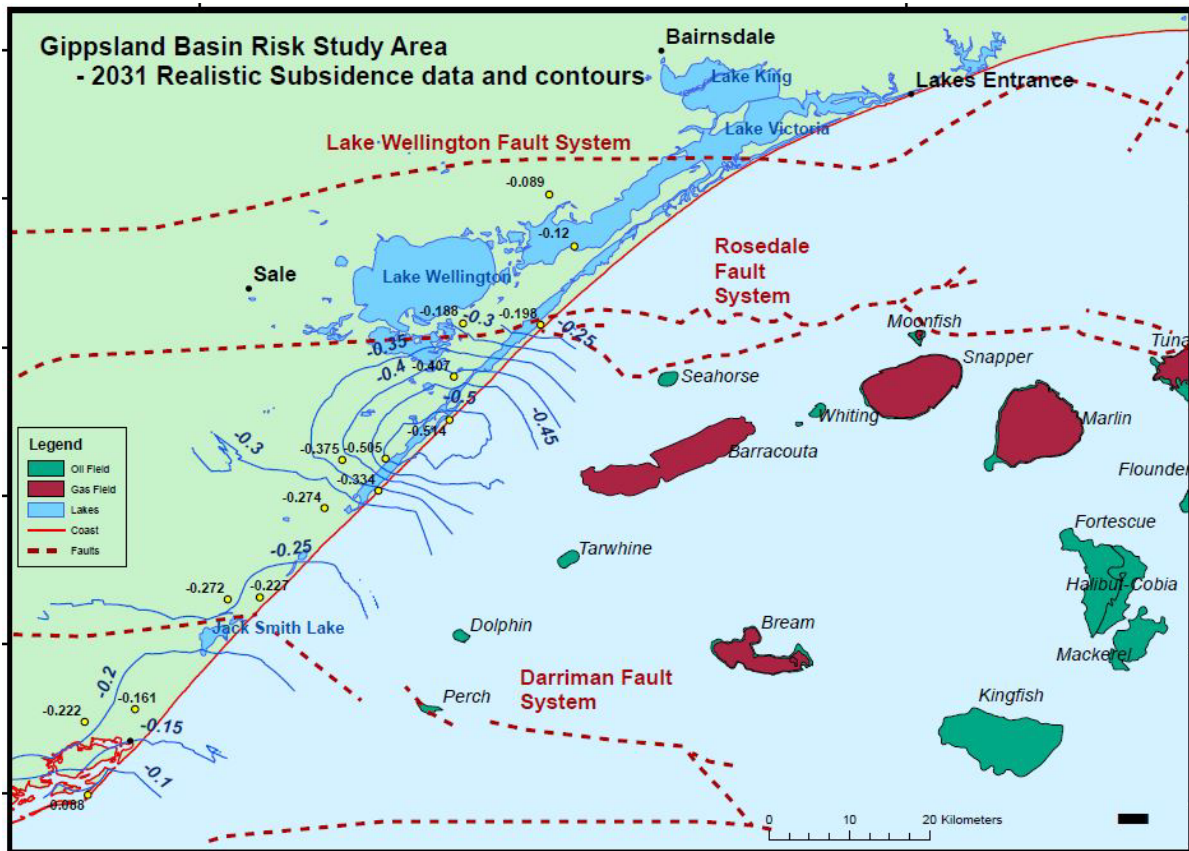 Gippsland Basin Risk Study Area
- 2031 Realistic Subsidence data and contours
Bairnsdale
Lake King
Lakes Entrance
Lake Victoria
Lake Wellington Fault System
-0.089
-0.12
Rosedale
Fault
System
Sale
Lake Wellington
-0.188
-0.3
-0.198
-0.25
Moonfish
-0.35
Tuna
Snapper
-0.4
-0.407
Seahorse
-0.5
Whiting
Marlin
-0.514
-0.45
Legend
Oil Field
Gas Field
Lakes
Coast
Faults
-0.3
-0.375
-0.505
Barracouta
-0.334
Flounder
-0.274
Fortescue
-0.25
Tarwhine
-0.272
-0.227
Halibut-Cobia
Jack Smith Lake
Dolphin
Bream
Mackerel
-0.2
Darriman Fault
System
Perch
Kingfish
-0.222
-0.161
-0.15
-0.1
-0.088
0
10
20 Kilometers